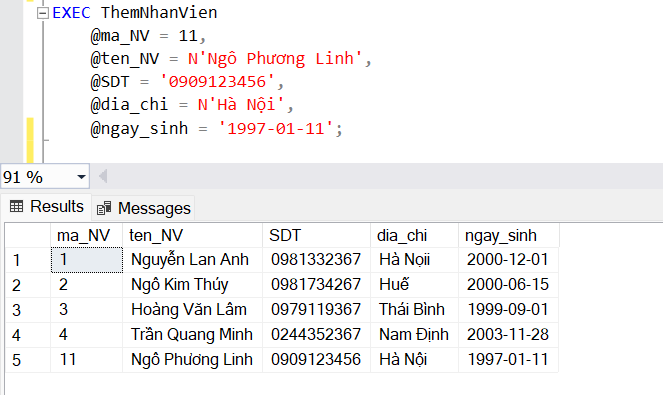 EXEC ThemNhanVien
@ma_NV = 11,
@ten_NV = N'Ngô Phương Linh',
@SDT = '0909123456',
@dia_chi = N'Hà Nội',
@ngay_sinh = '1997-01-11';
91 %
Results Messages
ma_NV ten_NV SDT dia_chi ngay_sinh
1 1 Nguyễn Lan Anh 0981332367 Hà Nọii 2000-12-01
2 2 Ngô Kim Thúy 0981734267 Huế 2000-06-15
3 3 Hoàng Văn Lâm 0979119367 Thái Bình 1999-09-01
4 4 Trần Quang Minh 0244352367 Nam Định 2003-11-28
5 11 Ngô Phương Linh 0909123456 Hà Nội 1997-01-11